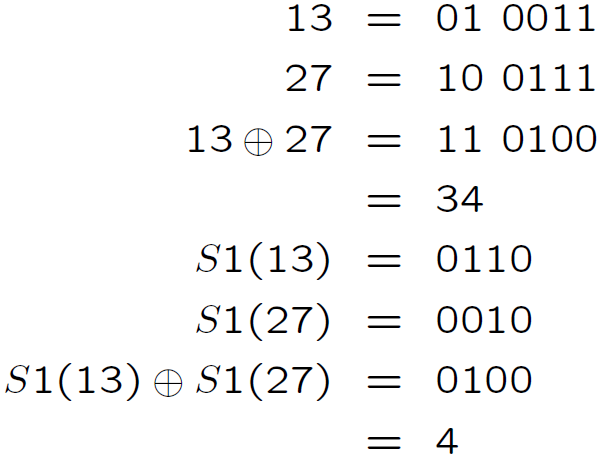 13 = 01 0011
27 = 10 0111
13 ⊕ 27 = 11 0100
= 34
S1(13) = 0110
S1(27) = 0010
S1(13) ⊕ S1(27) = 0100
= 4